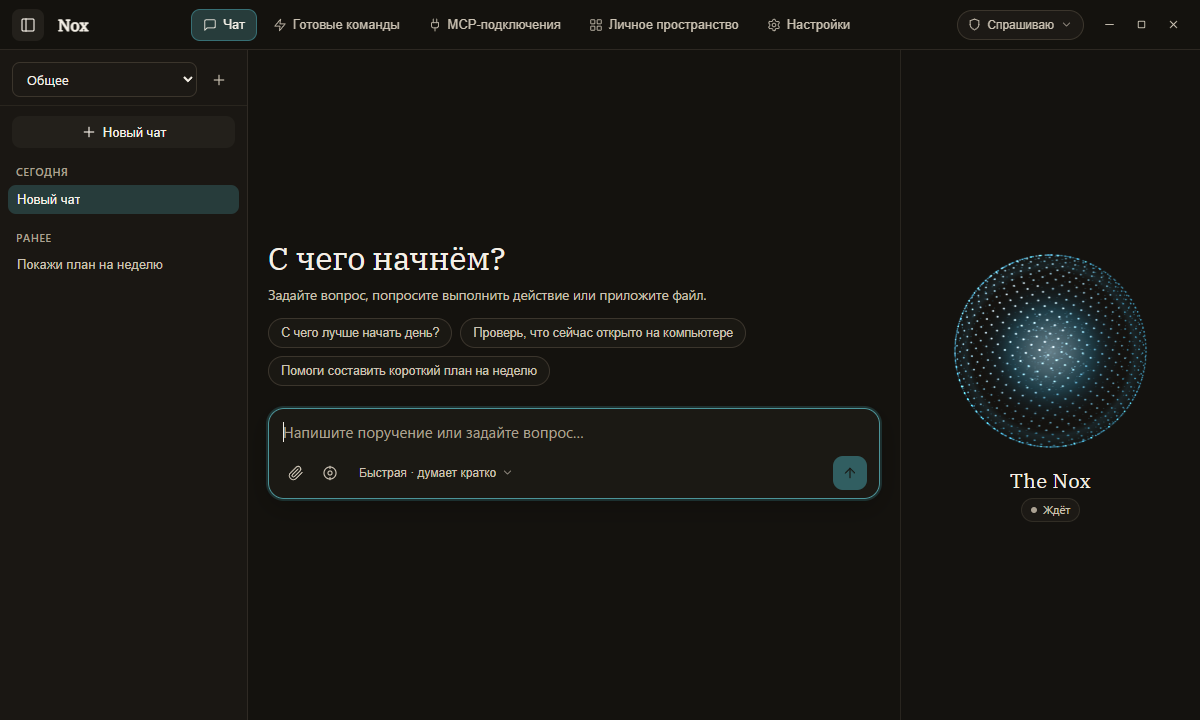 Nox
Чат
Готовые команды
MCP-подключения
Личное пространство
Настройки
Спрашиваю
Общее
Новый чат
СЕГОДНЯ
Новый чат
РАНЕЕ
Покажи план на неделю
С чего начнём?
Задайте вопрос, попросите выполнить действие или приложите файл.
С чего лучше начать день?
Проверь, что сейчас открыто на компьютере
Помоги составить короткий план на неделю
Напишите поручение или задайте вопрос...
Быстрая · думает кратко
The Nox
Ждёт